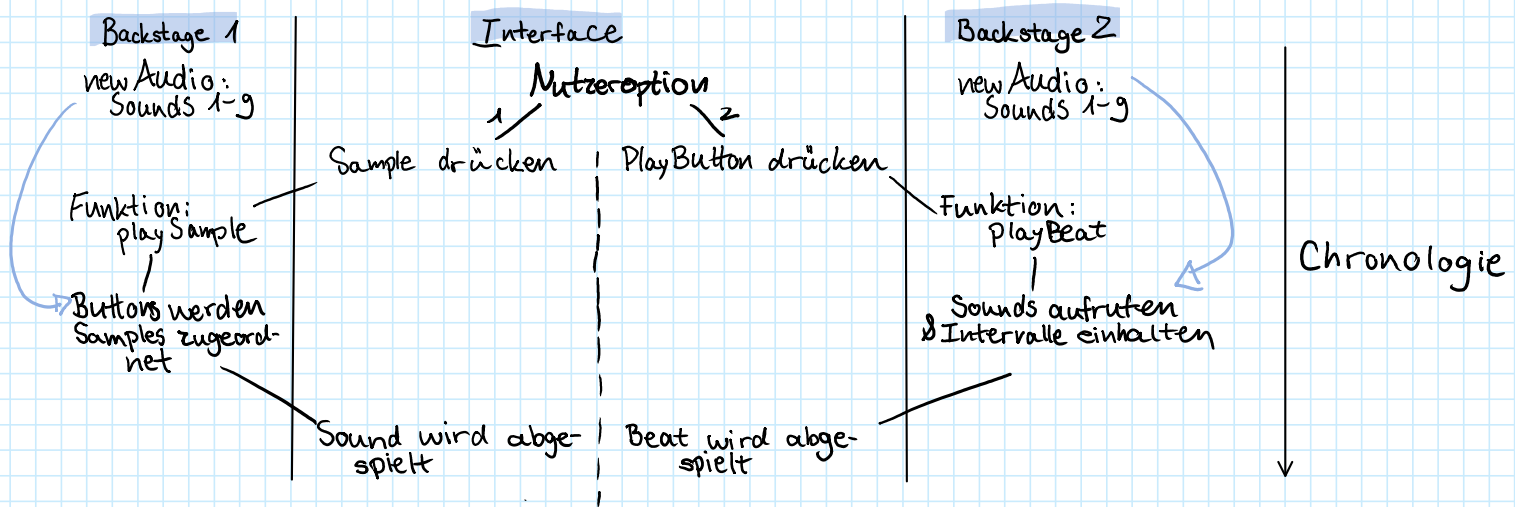 Backstage 1
new Audio:
Sounds 1-9
Funktion:
playSample
Buttons werden
Samples zugeord-
net
Interface
Nutzeroption
1
2
Sample drücken
PlayButton drücken
Sound wird abge-
spielt
Beat wird abge-
spielt
Backstage 2
new Audio:
Sounds 1-9
Funktion:
playBeat
Sounds aufrufen
& Intervalle einhalten
Chronologie